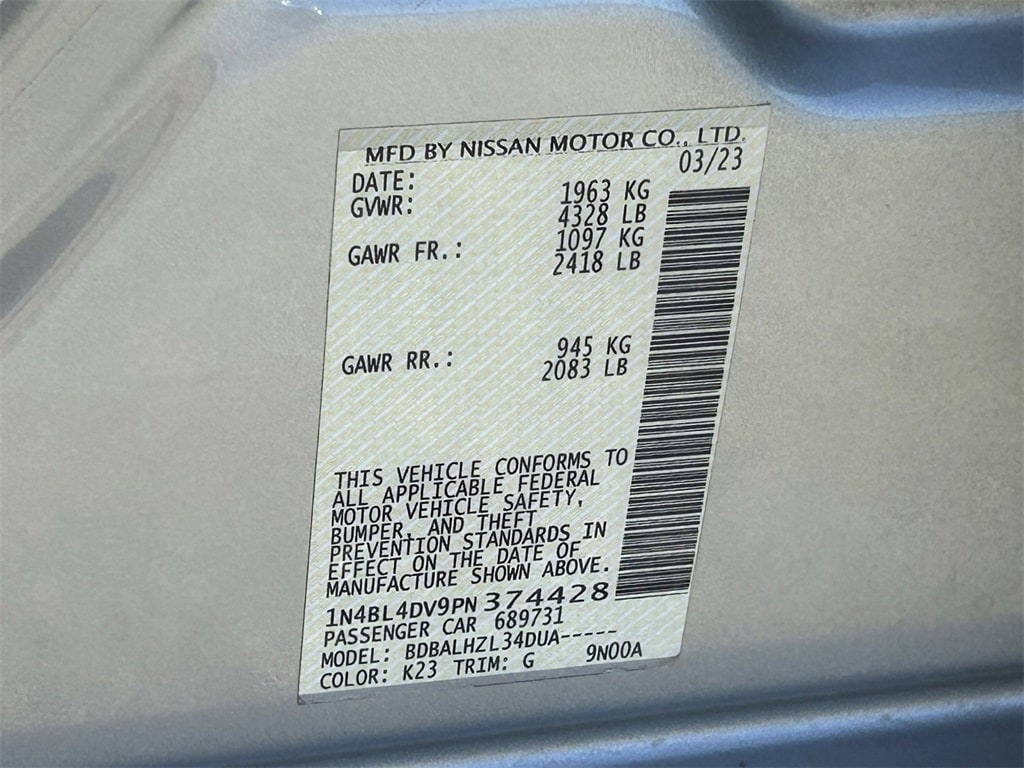 MFD BY NISSAN MOTOR CO., LTD.
DATE: 03/23
GVWR: 1963 KG
4328 LB
GAWR FR.: 1097 KG
2418 LB
GAWR RR.: 945 KG
2083 LB
THIS VEHICLE CONFORMS TO
ALL APPLICABLE FEDERAL
MOTOR VEHICLE SAFETY,
BUMPER, AND THEFT
PREVENTION STANDARDS IN
EFFECT ON THE DATE OF
MANUFACTURE SHOWN ABOVE.
1N4BL4DV9PN 374428
PASSENGER CAR 689731
MODEL: BDBALHZL34DUA-----
COLOR: K23 TRIM: G 9N00A